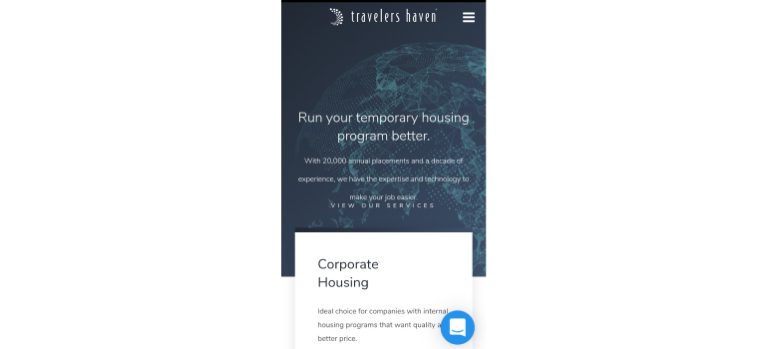 travelers haven
Run your temporary housing
program better.
With 20,000 annual placements and a decade of
experience, we have the expertise and technology to
make your job easier.
VIEW OUR SERVICES
Corporate
Housing
Ideal choice for companies with internal
housing programs that want quality a
better price.